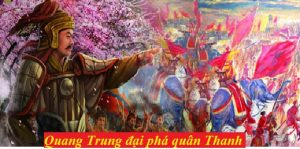 Quang Trung đại phá quân Thanh